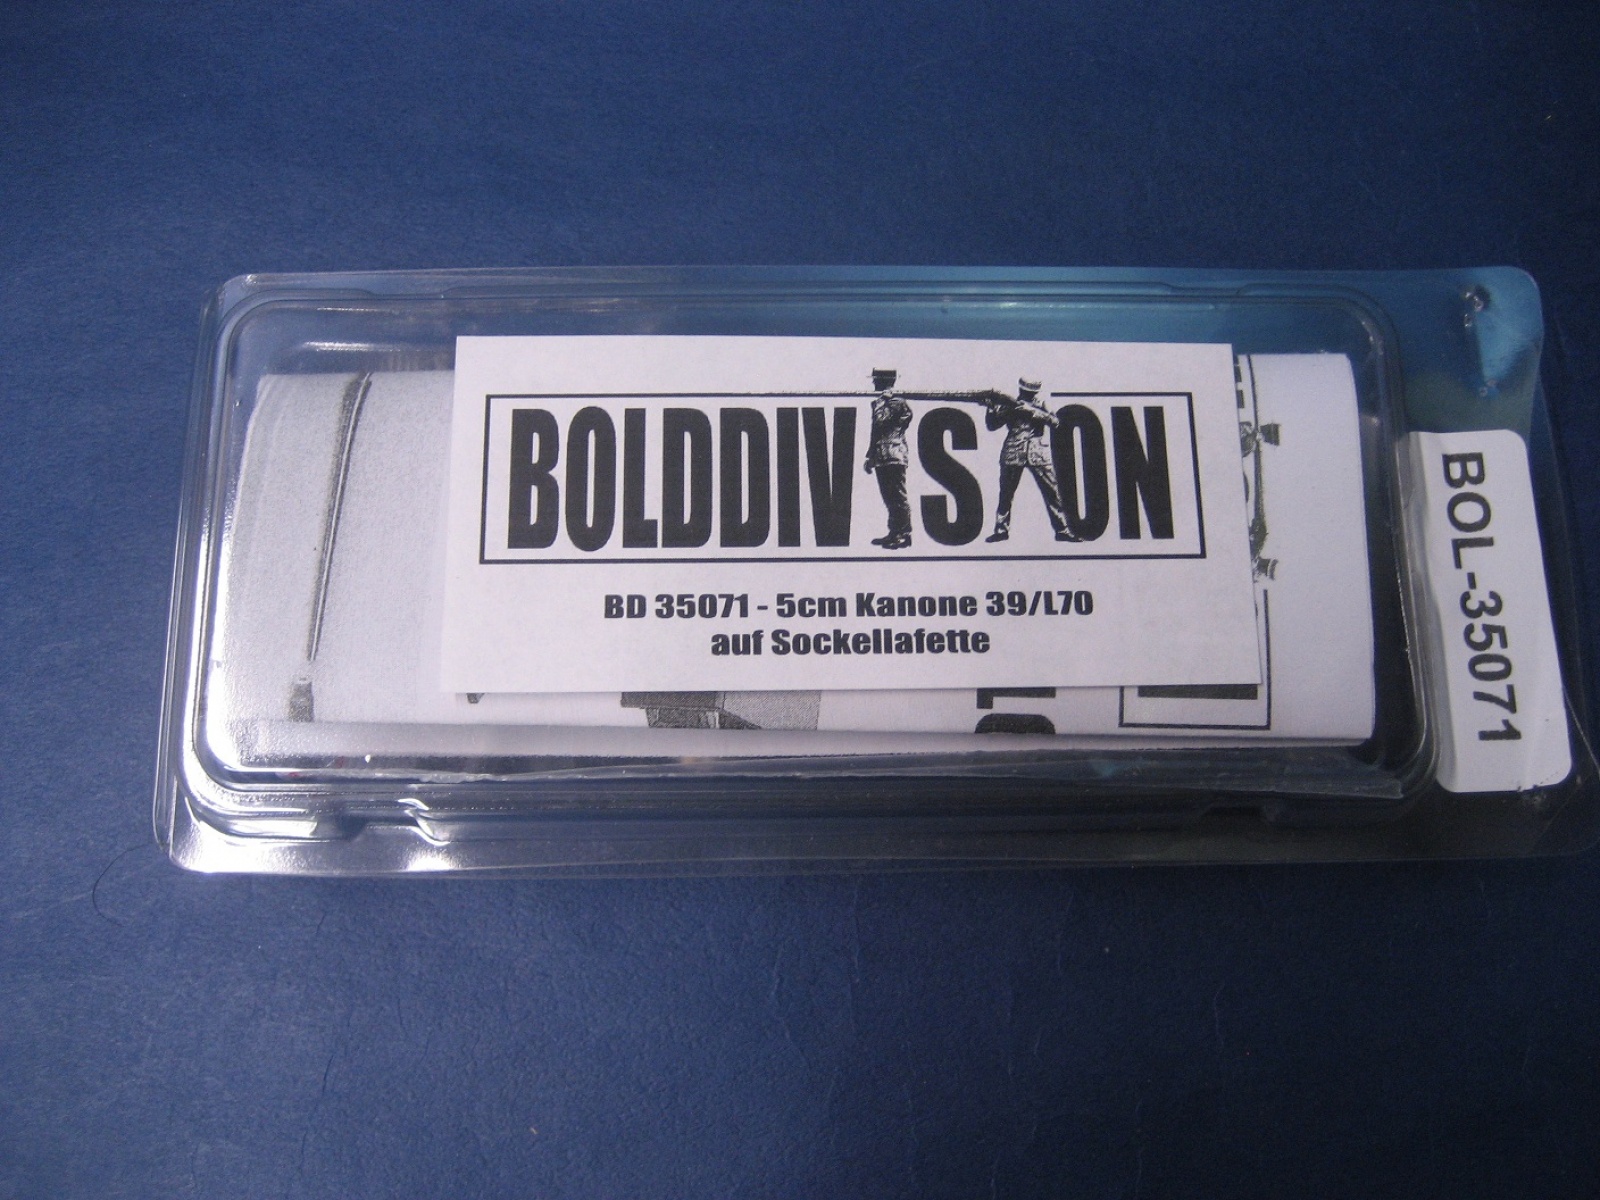 BOLDDIVISION
BD 35071 - 5cm Kanone 39/L70
auf Sockellafette
BOL-35071